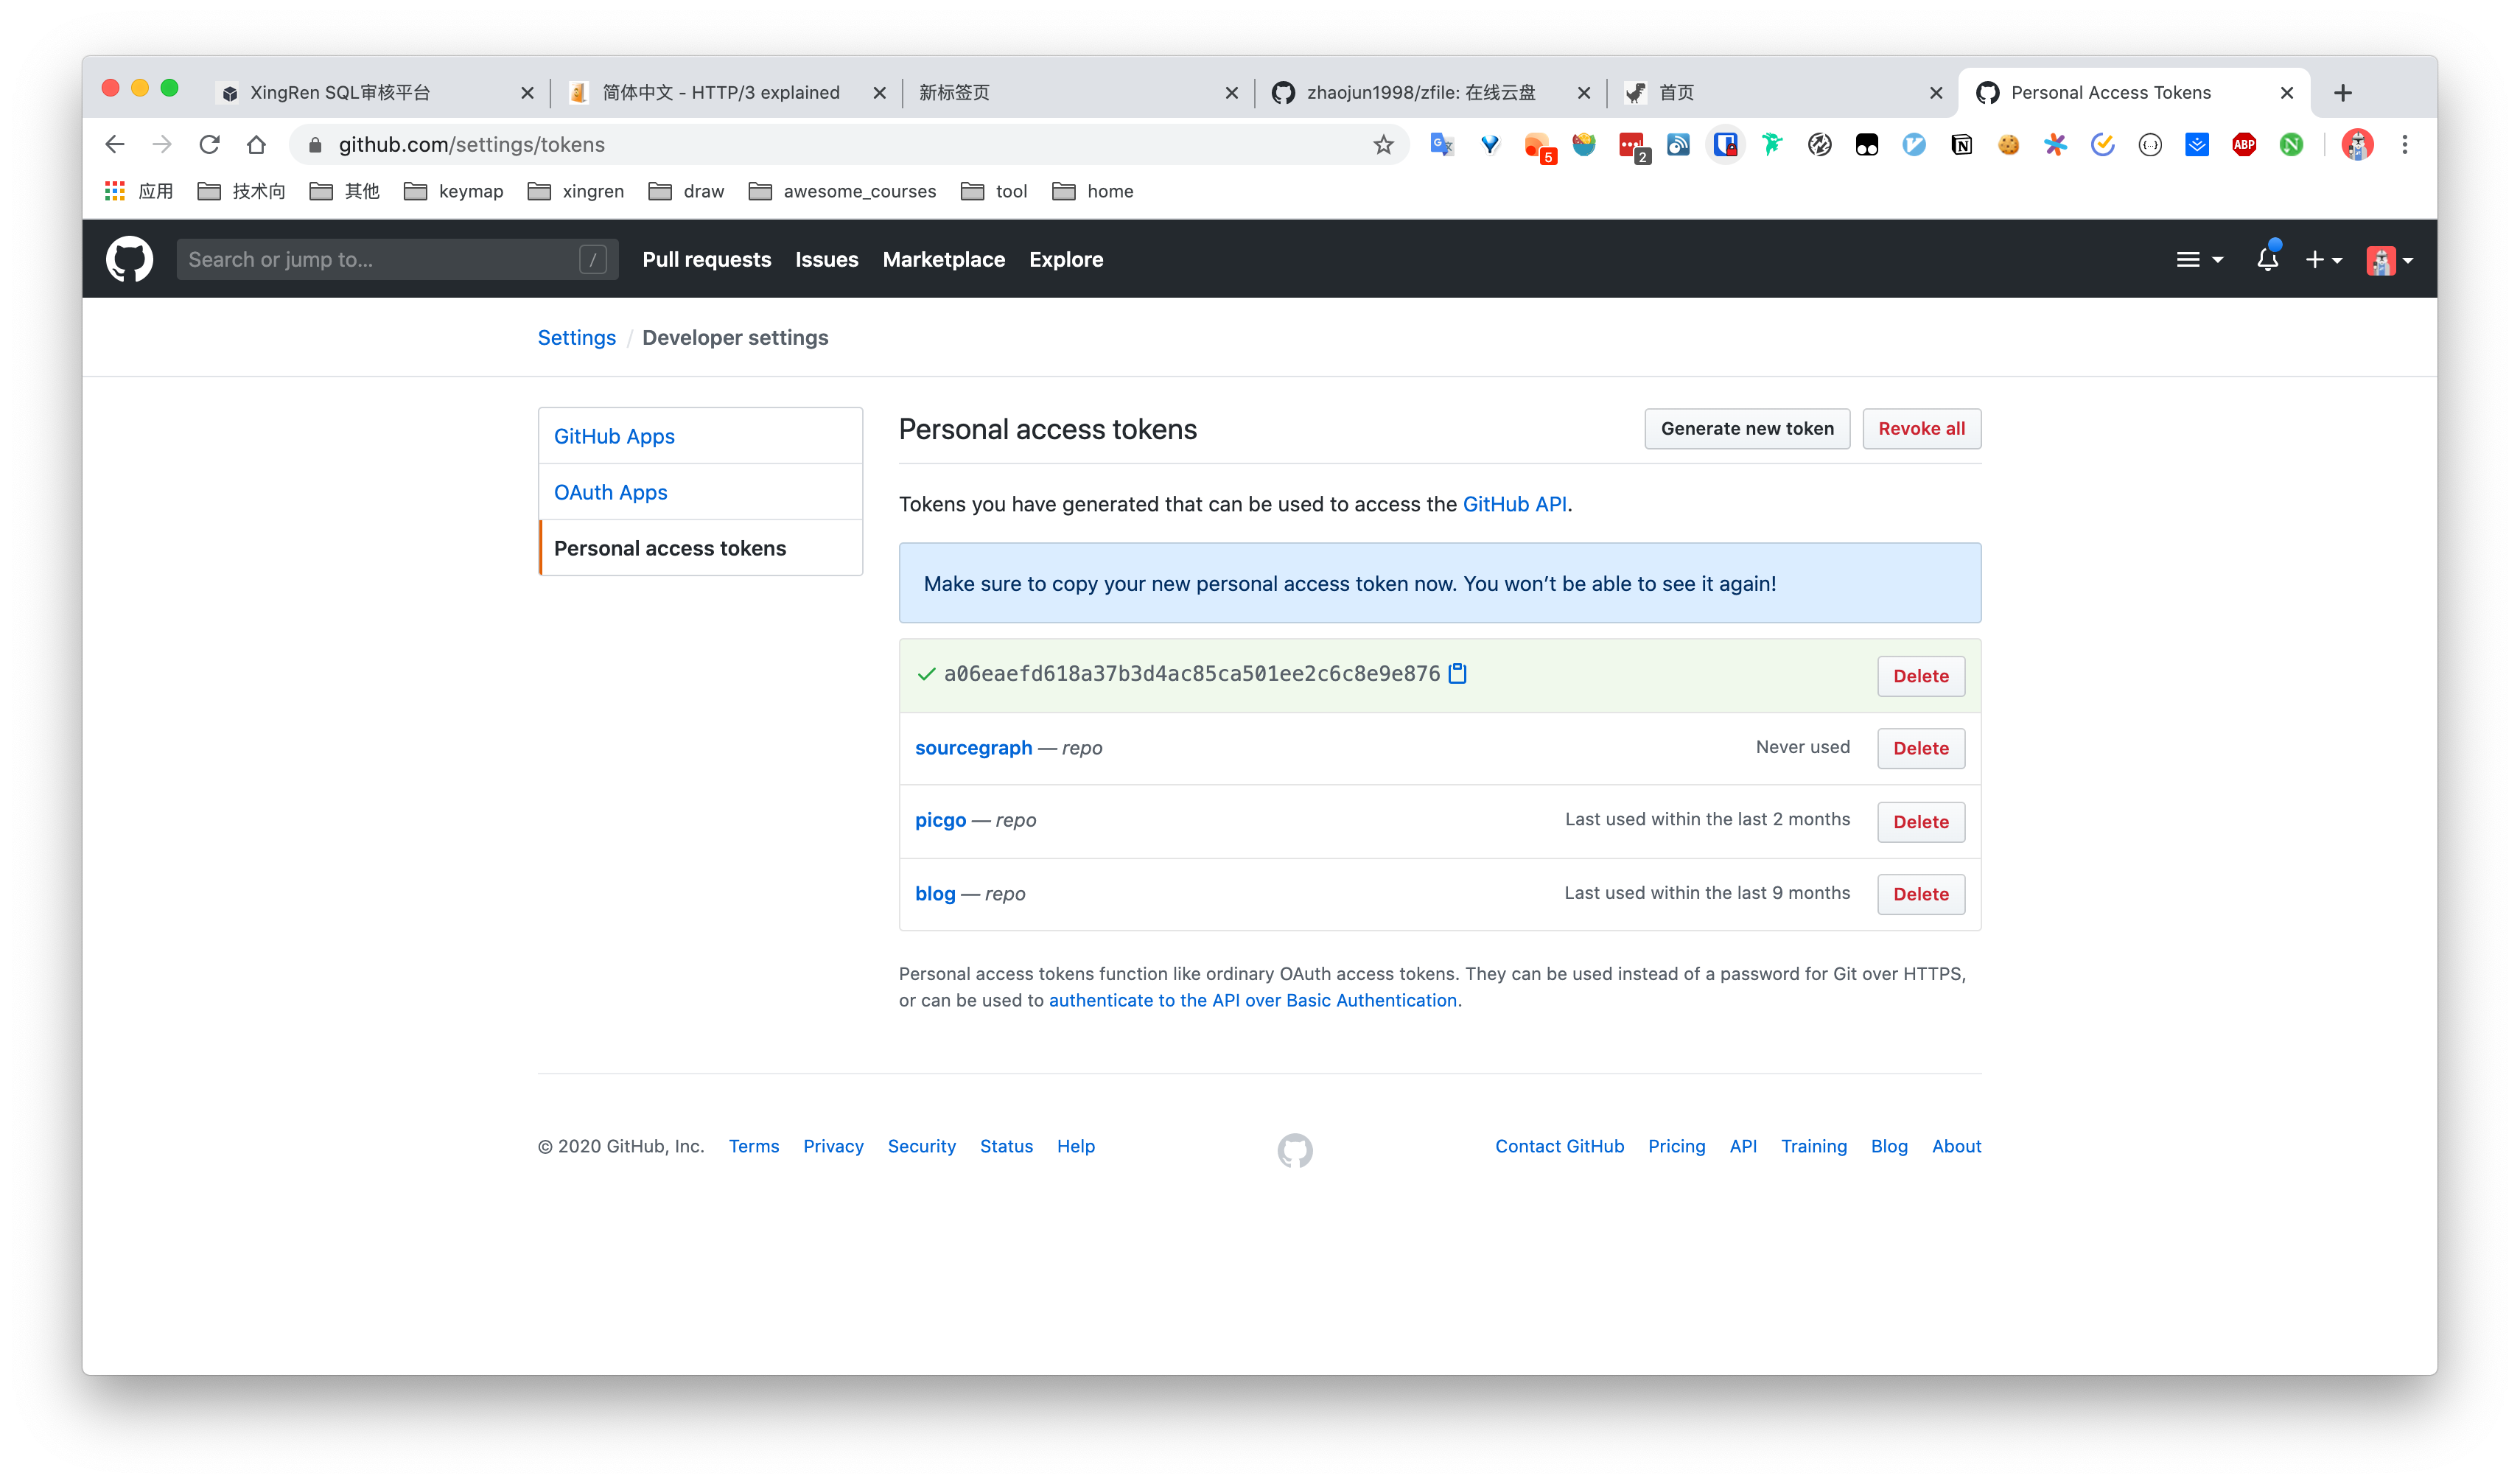 XingRen SQL审核平台
简体中文 - HTTP/3 explained
新标签页
zhaojun1998/zfile: 在线云盘
首页
Personal Access Tokens
github.com/settings/tokens
5
2
ABP
应用
技术向
其他
keymap
xingren
draw
awesome_courses
tool
home
Search or jump to...
/
Pull requests
Issues
Marketplace
Explore
Settings / Developer settings
GitHub Apps
OAuth Apps
Personal access tokens
Personal access tokens
Generate new token
Revoke all
Tokens you have generated that can be used to access the GitHub API.
Make sure to copy your new personal access token now. You won’t be able to see it again!
a06eaefd618a37b3d4ac85ca501ee2c6c8e9e876
Delete
sourcegraph — repo
Never used
Delete
picgo — repo
Last used within the last 2 months
Delete
blog — repo
Last used within the last 9 months
Delete
Personal access tokens function like ordinary OAuth access tokens. They can be used instead of a password for Git over HTTPS,
or can be used to authenticate to the API over Basic Authentication.
© 2020 GitHub, Inc.
Terms
Privacy
Security
Status
Help
Contact GitHub
Pricing
API
Training
Blog
About